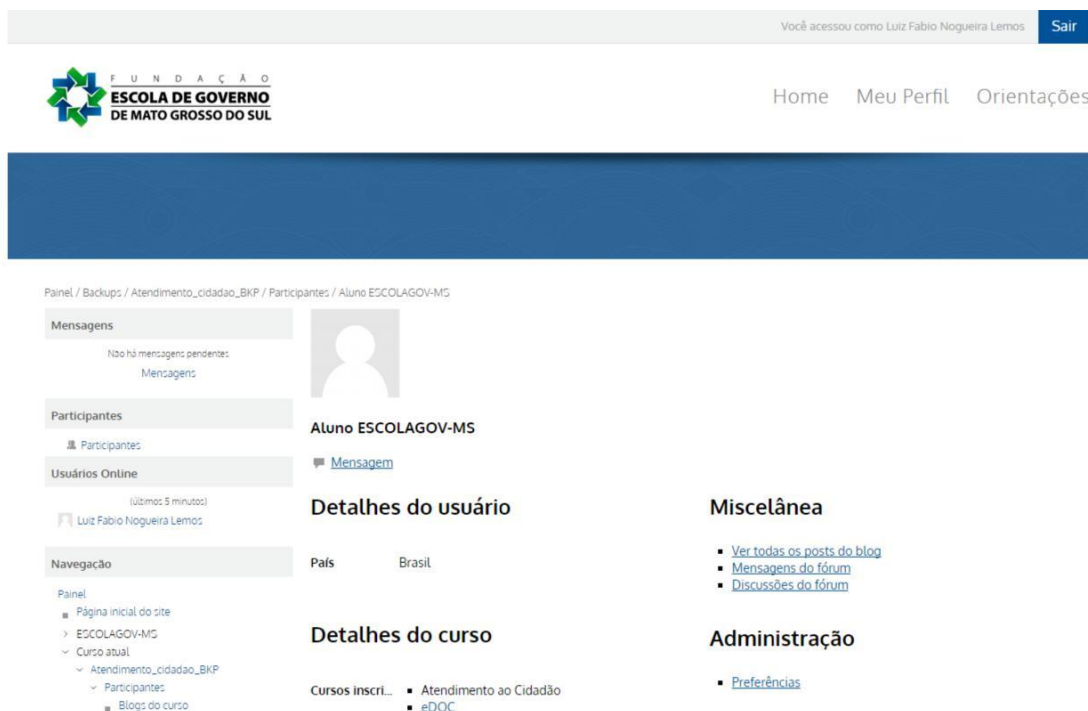 Você acessou como Luiz Fabio Nogueira Lemos
Sair
FUNDAÇÃO
ESCOLA DE GOVERNO
DE MATO GROSSO DO SUL
Home Meu Perfil Orientações
Painel / Backups / Atendimento_cidadao_BKP / Participantes / Aluno ESCOLAGOV-MS
Mensagens
Não há mensagens pendentes
Mensagens
Participantes
Participantes
Usuários Online
(últimos 5 minutos)
Luiz Fabio Nogueira Lemos
Navegação
Painel
Página inicial do site
ESCOLAGOV-MS
Curso atual
Atendimento_cidadao_BKP
Participantes
Blogs do curso
Aluno ESCOLAGOV-MS
Mensagem
Detalhes do usuário
País Brasil
Detalhes do curso
Cursos inscri... Atendimento ao Cidadão
eDOC
Miscelânea
Ver todas os posts do blog
Mensagens do fórum
Discussões do fórum
Administração
Preferências